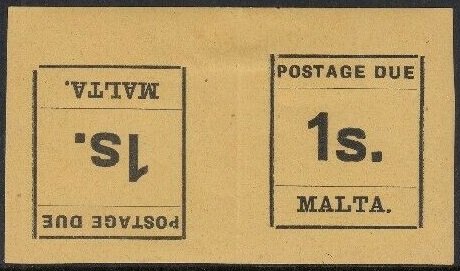 POSTAGE DUE
1s.
MALTA.
POSTAGE DUE
1s.
MALTA.